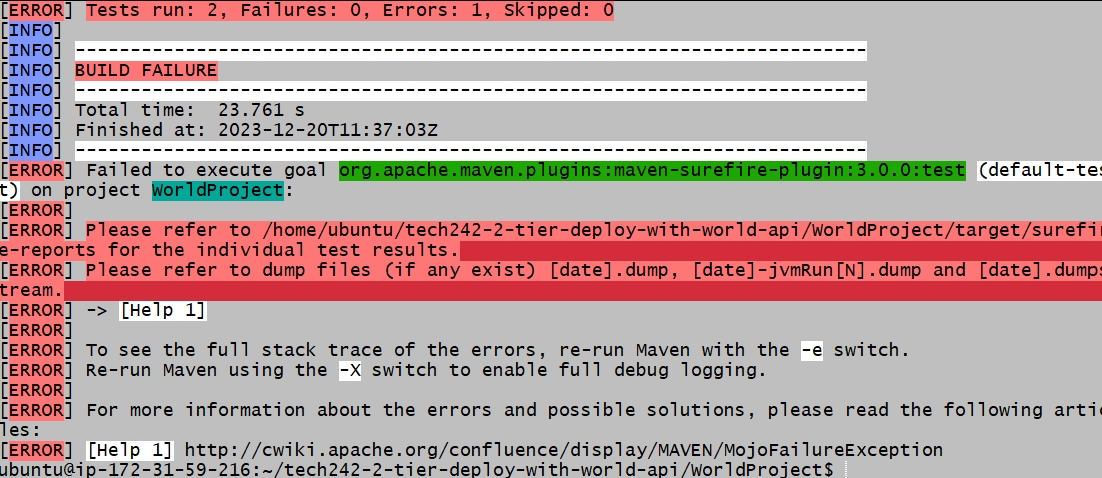 [ERROR] Tests run: 2, Failures: 0, Errors: 1, Skipped: 0
[INFO]
[INFO] ------------------------------------------------------------------------
[INFO] BUILD FAILURE
[INFO] ------------------------------------------------------------------------
[INFO] Total time:  23.761 s
[INFO] Finished at: 2023-12-20T11:37:03Z
[INFO] ------------------------------------------------------------------------
[ERROR] Failed to execute goal org.apache.maven.plugins:maven-surefire-plugin:3.0.0:test (default-tes
t) on project WorldProject:
[ERROR]
[ERROR] Please refer to /home/ubuntu/tech242-2-tier-deploy-with-world-api/WorldProject/target/surefir
e-reports for the individual test results.
[ERROR] Please refer to dump files (if any exist) [date].dump, [date]-jvmRun[N].dump and [date].dumps
tream.
[ERROR] -> [Help 1]
[ERROR]
[ERROR] To see the full stack trace of the errors, re-run Maven with the -e switch.
[ERROR] Re-run Maven using the -X switch to enable full debug logging.
[ERROR]
[ERROR] For more information about the errors and possible solutions, please read the following artic
les:
[ERROR] [Help 1] http://cwiki.apache.org/confluence/display/MAVEN/MojoFailureException
ubuntu@ip-172-31-59-216:~/tech242-2-tier-deploy-with-world-api/WorldProject$